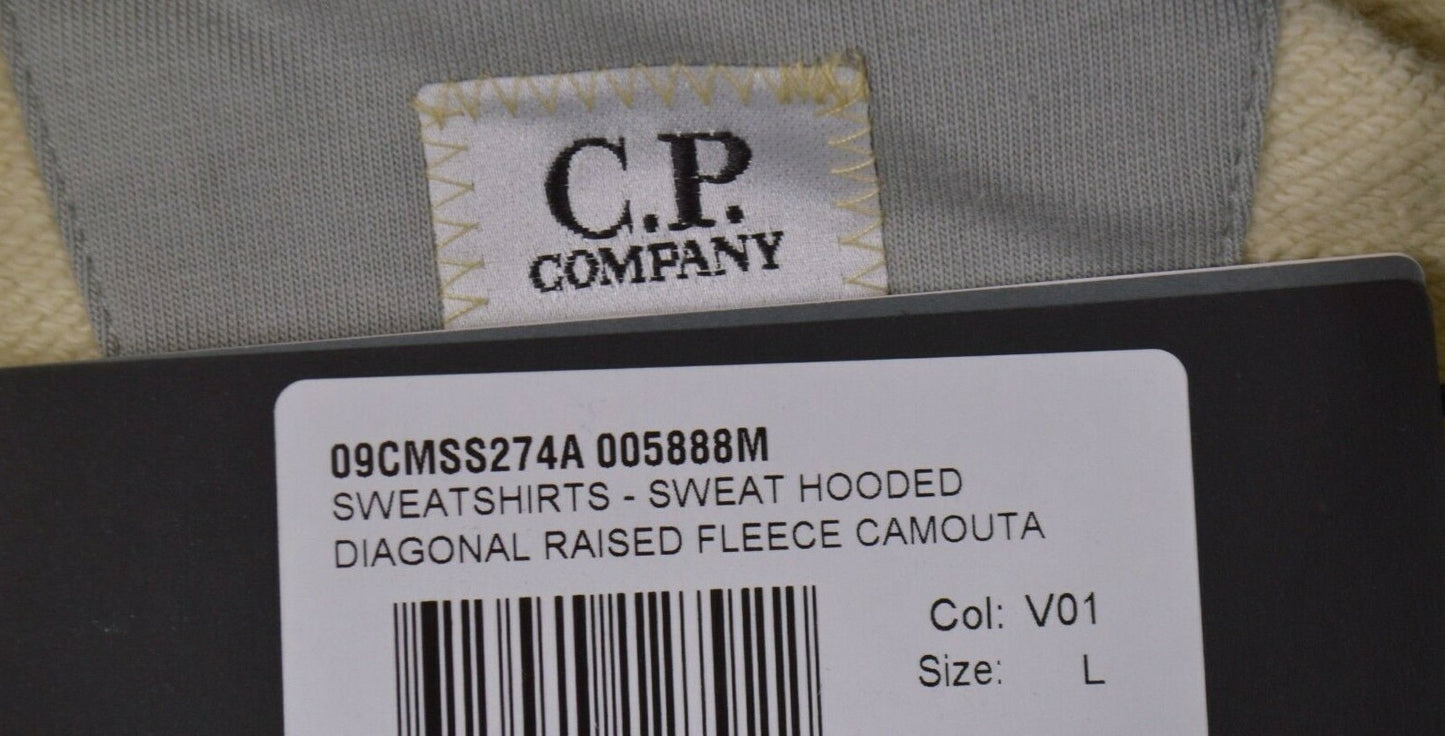 C.P.
COMPANY
09CMSS274A 005888M
SWEATSHIRTS - SWEAT HOODED
DIAGONAL RAISED FLEECE CAMOUTA
Col: V01
Size: L